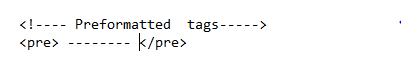 <!---- Preformatted  tags----->
<pre> -------- </pre>